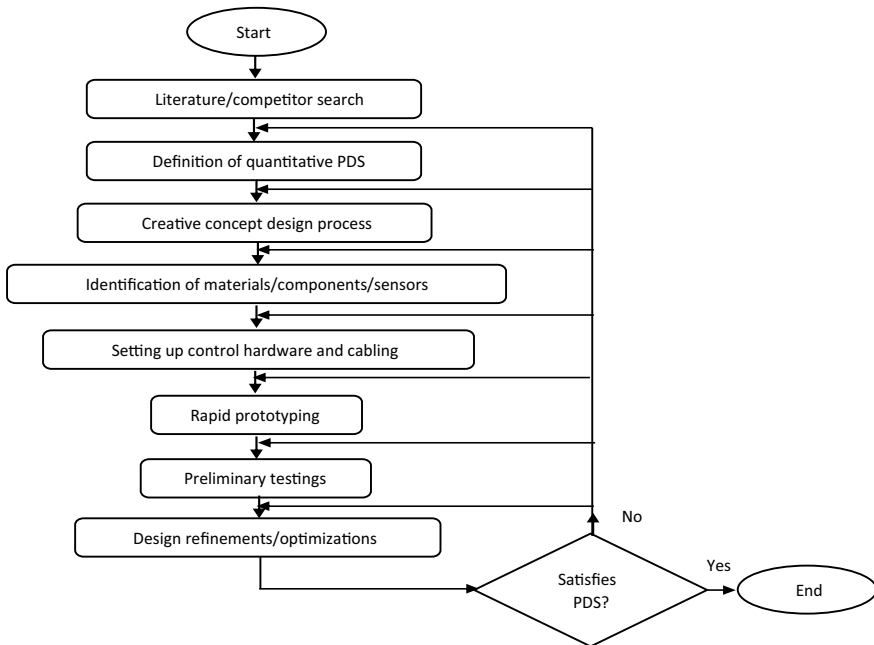 Start
Literature/competitor search
Definition of quantitative PDS
Creative concept design process
Identification of materials/components/sensors
Setting up control hardware and cabling
Rapid prototyping
Preliminary testings
Design refinements/optimizations
No
Yes
Satisfies
PDS?
End